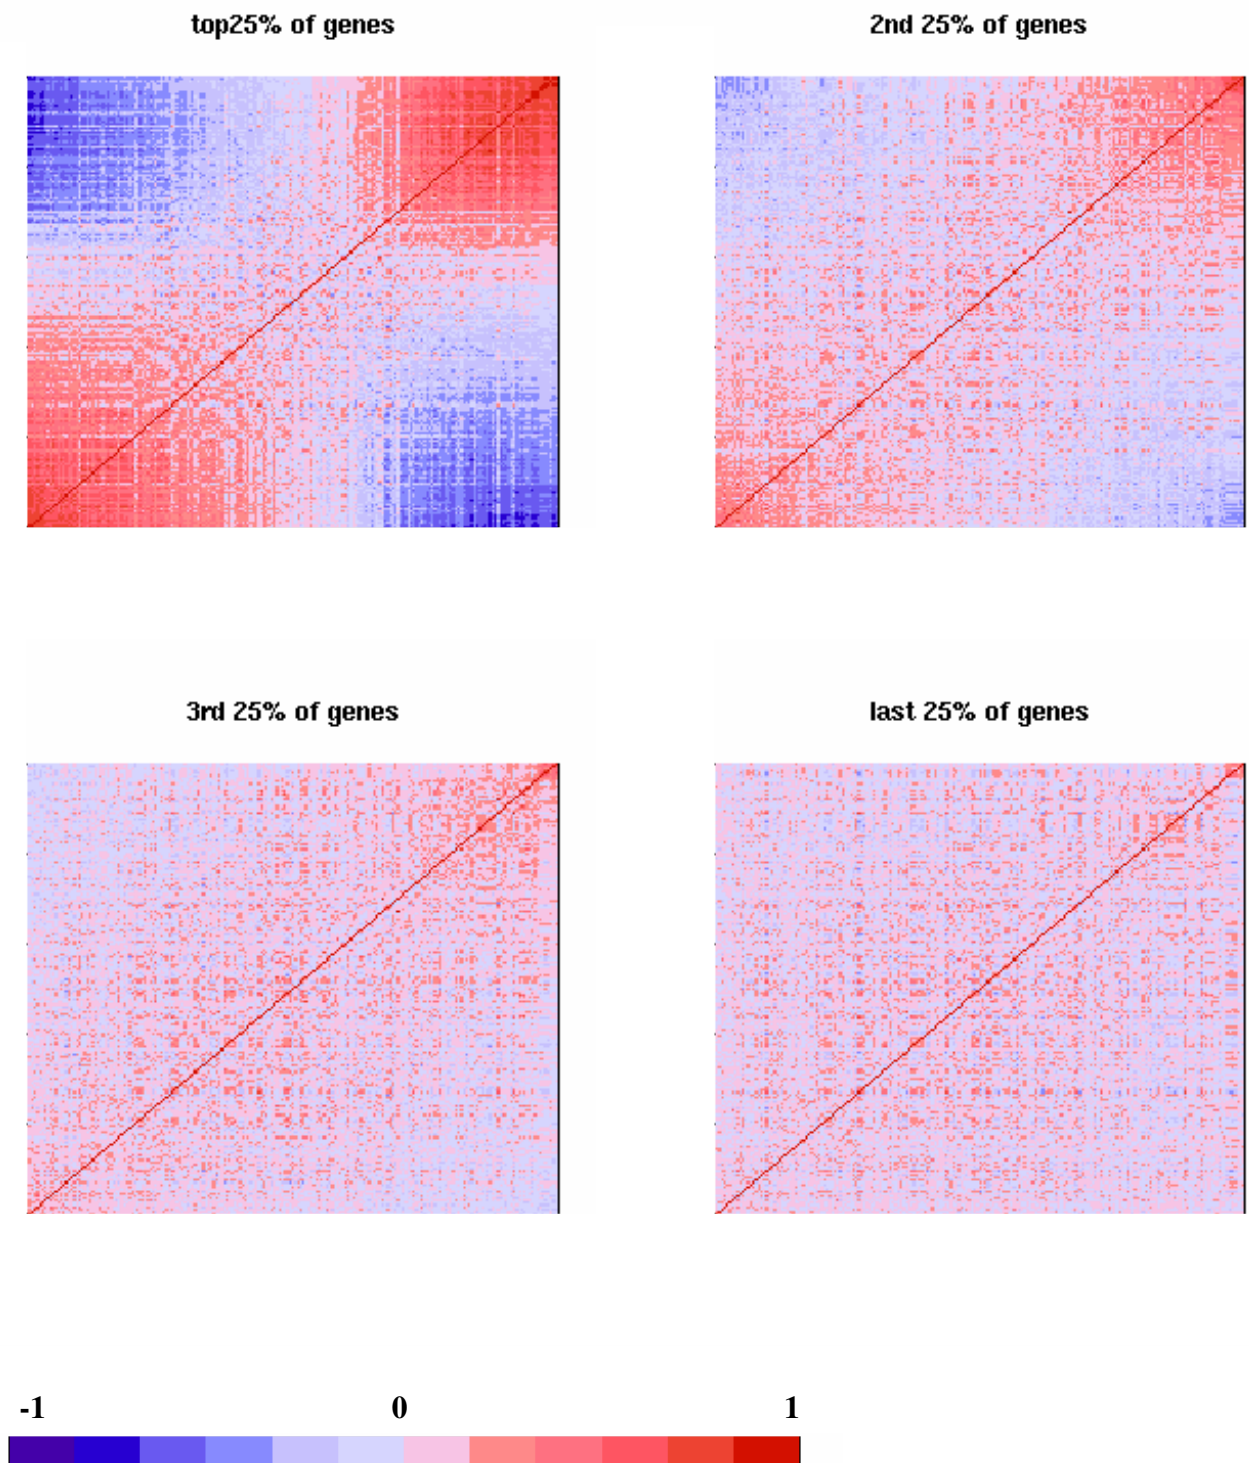 top25% of genes
2nd 25% of genes
3rd 25% of genes
last 25% of genes
-1 0 1